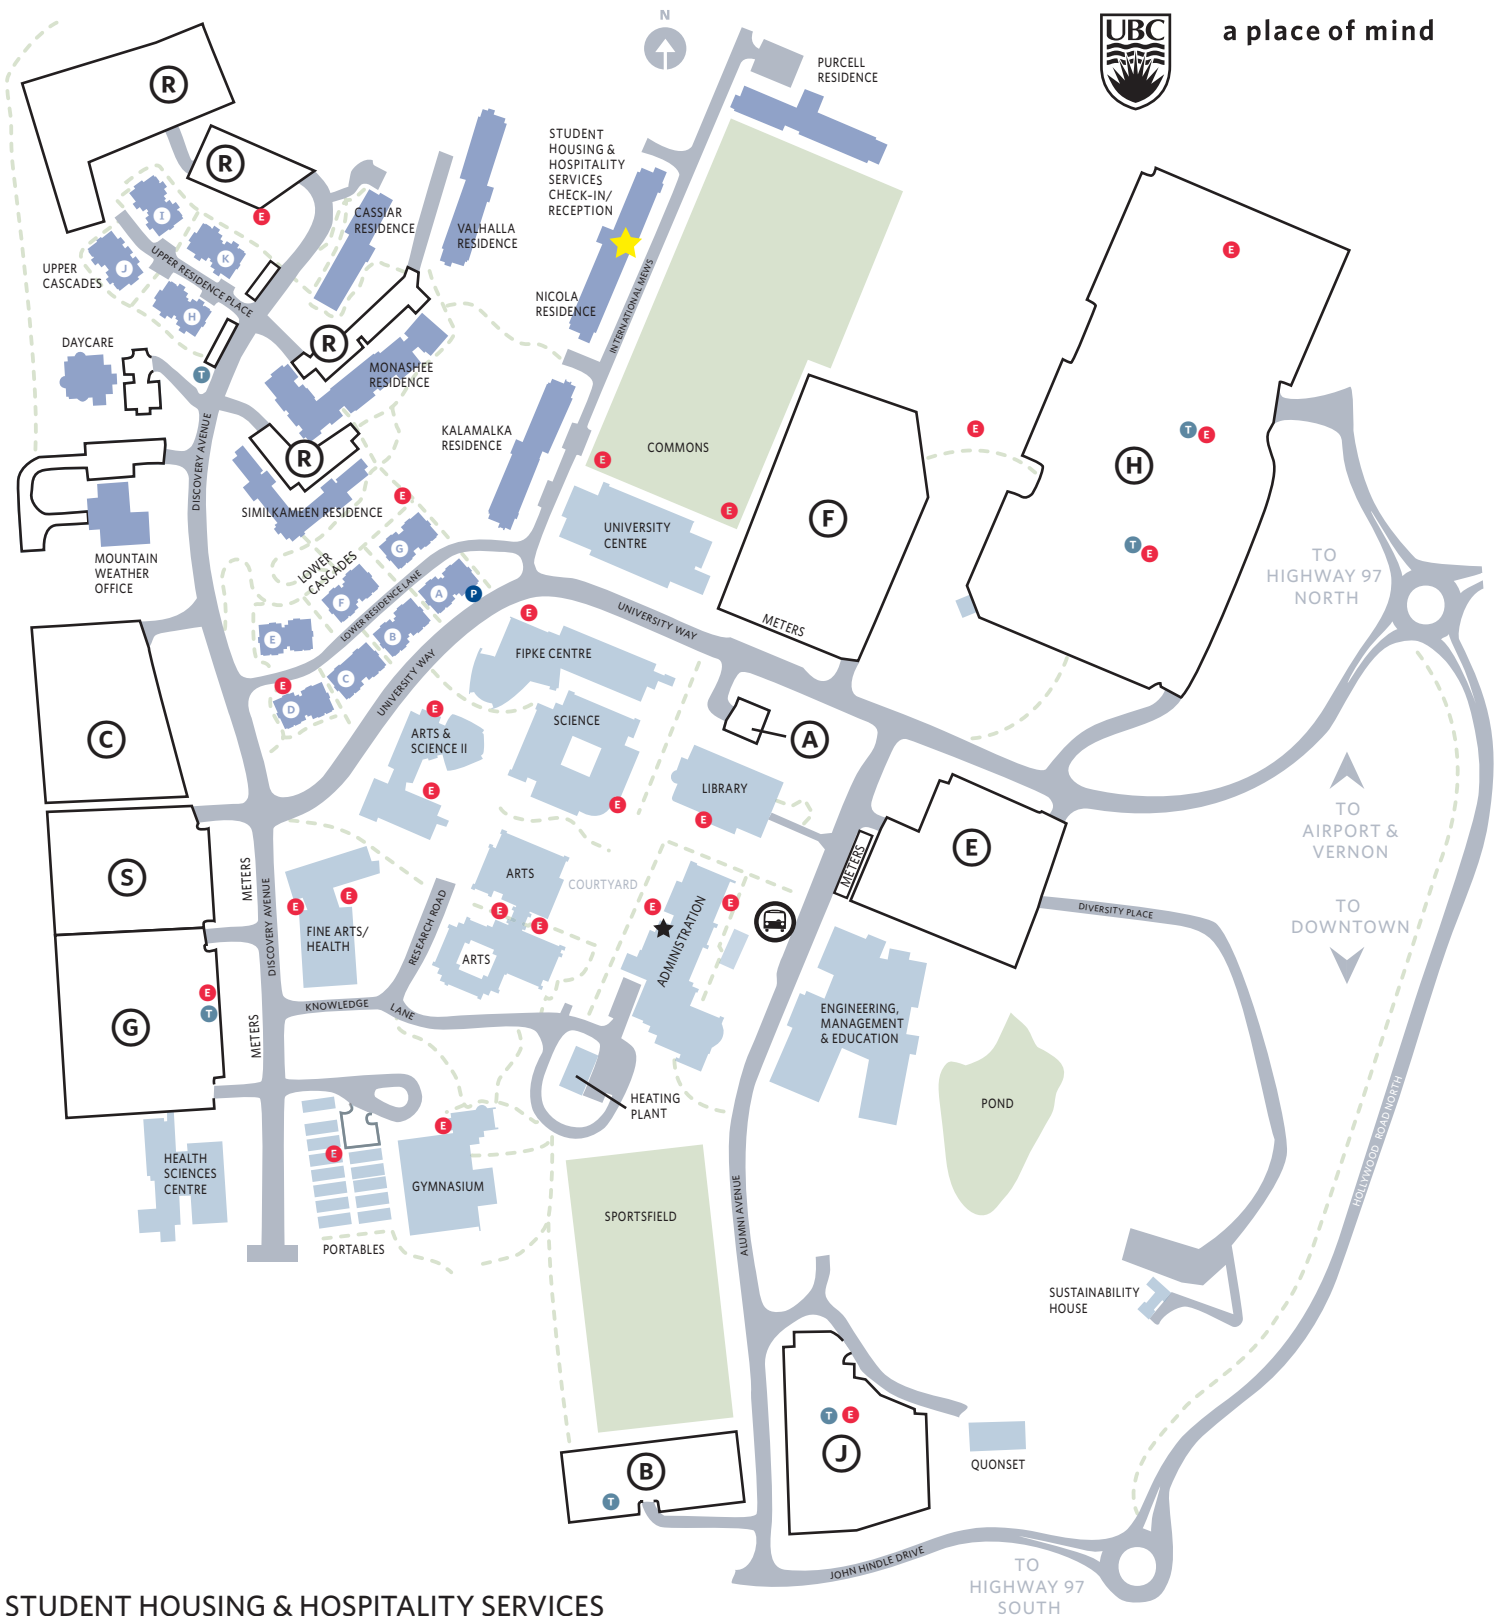 N
UBC
a place of mind
PURCELL
RESIDENCE
R
STUDENT
HOUSING &
HOSPITALITY
SERVICES
CHECK-IN/
RECEPTION
R
E
CASSIAR
RESIDENCE
VALHALLA
RESIDENCE
I
K
J
H
UPPER
CASCADES
UPPER RESIDENCE PLACE
NICOLA
RESIDENCE
INTERNATIONAL MEWS
E
DAYCARE
T
R
MONASHEE
RESIDENCE
KALAMALKA
RESIDENCE
COMMONS
E
E
E
T
E
H
DISCOVERY AVENUE
R
SIMILKAMEEN RESIDENCE
E
F
UNIVERSITY
CENTRE
T
E
MOUNTAIN
WEATHER
OFFICE
LOWER
CASCADES
G
F
A
P
B
E
C
D
E
LOWER RESIDENCE LANE
E
UNIVERSITY WAY
METERS
TO
HIGHWAY 97
NORTH
UNIVERSITY WAY
FIPKE CENTRE
SCIENCE
E
ARTS &
SCIENCE II
E
E
A
C
LIBRARY
E
TO
AIRPORT &
VERNON
TO
DOWNTOWN
E
METERS
S
METERS
DISCOVERY AVENUE
E
E
FINE ARTS/
HEALTH
ARTS
COURTYARD
E
E
ARTS
RESEARCH ROAD
E
E
ADMINISTRATION
DIVERSITY PLACE
E
T
G
METERS
KNOWLEDGE
LANE
ENGINEERING,
MANAGEMENT
& EDUCATION
HEATING
PLANT
POND
HOLLYWOOD ROAD NORTH
E
E
HEALTH
SCIENCES
CENTRE
GYMNASIUM
PORTABLES
SPORTSFIELD
ALUMNI AVENUE
SUSTAINABILITY
HOUSE
T
E
J
QUONSET
B
T
JOHN HINDLE DRIVE
TO
HIGHWAY 97
SOUTH
STUDENT HOUSING & HOSPITALITY SERVICES